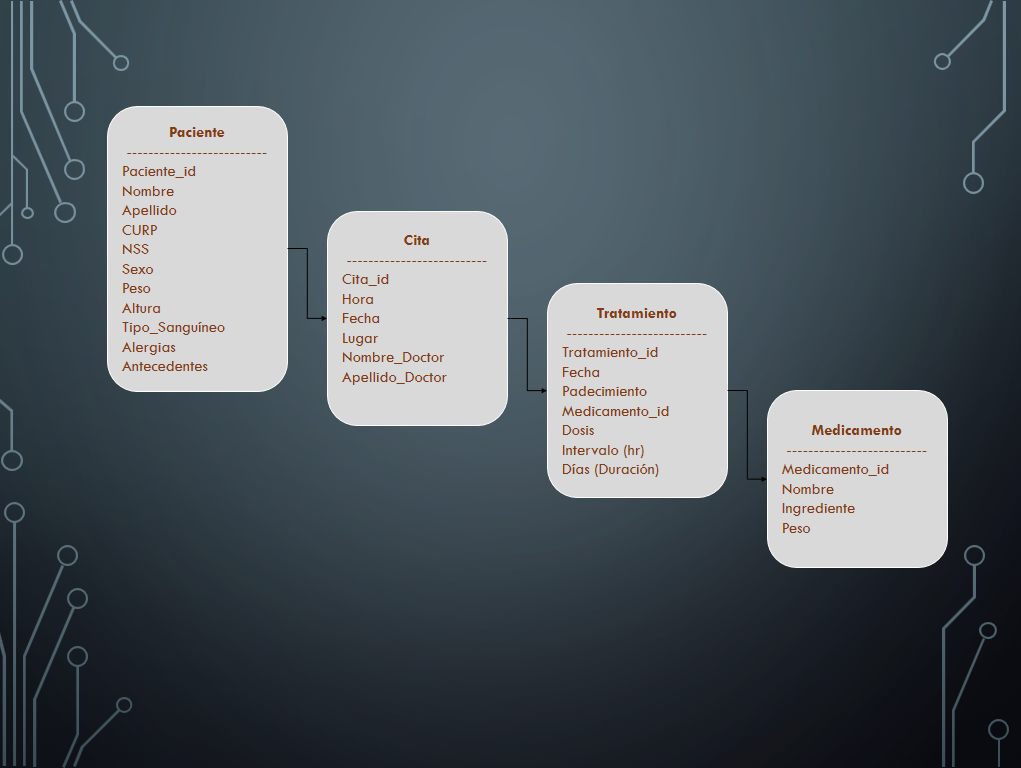 Paciente
-------------------------
Paciente_id
Nombre
Apellido
CURP
NSS
Sexo
Peso
Altura
Tipo_Sanguíneo
Alergias
Antecedentes
Cita
-------------------------
Cita_id
Hora
Fecha
Lugar
Nombre_Doctor
Apellido_Doctor
Tratamiento
-------------------------
Tratamiento_id
Fecha
Padecimiento
Medicamento_id
Dosis
Intervalo (hr)
Días (Duración)
Medicamento
-------------------------
Medicamento_id
Nombre
Ingrediente
Peso